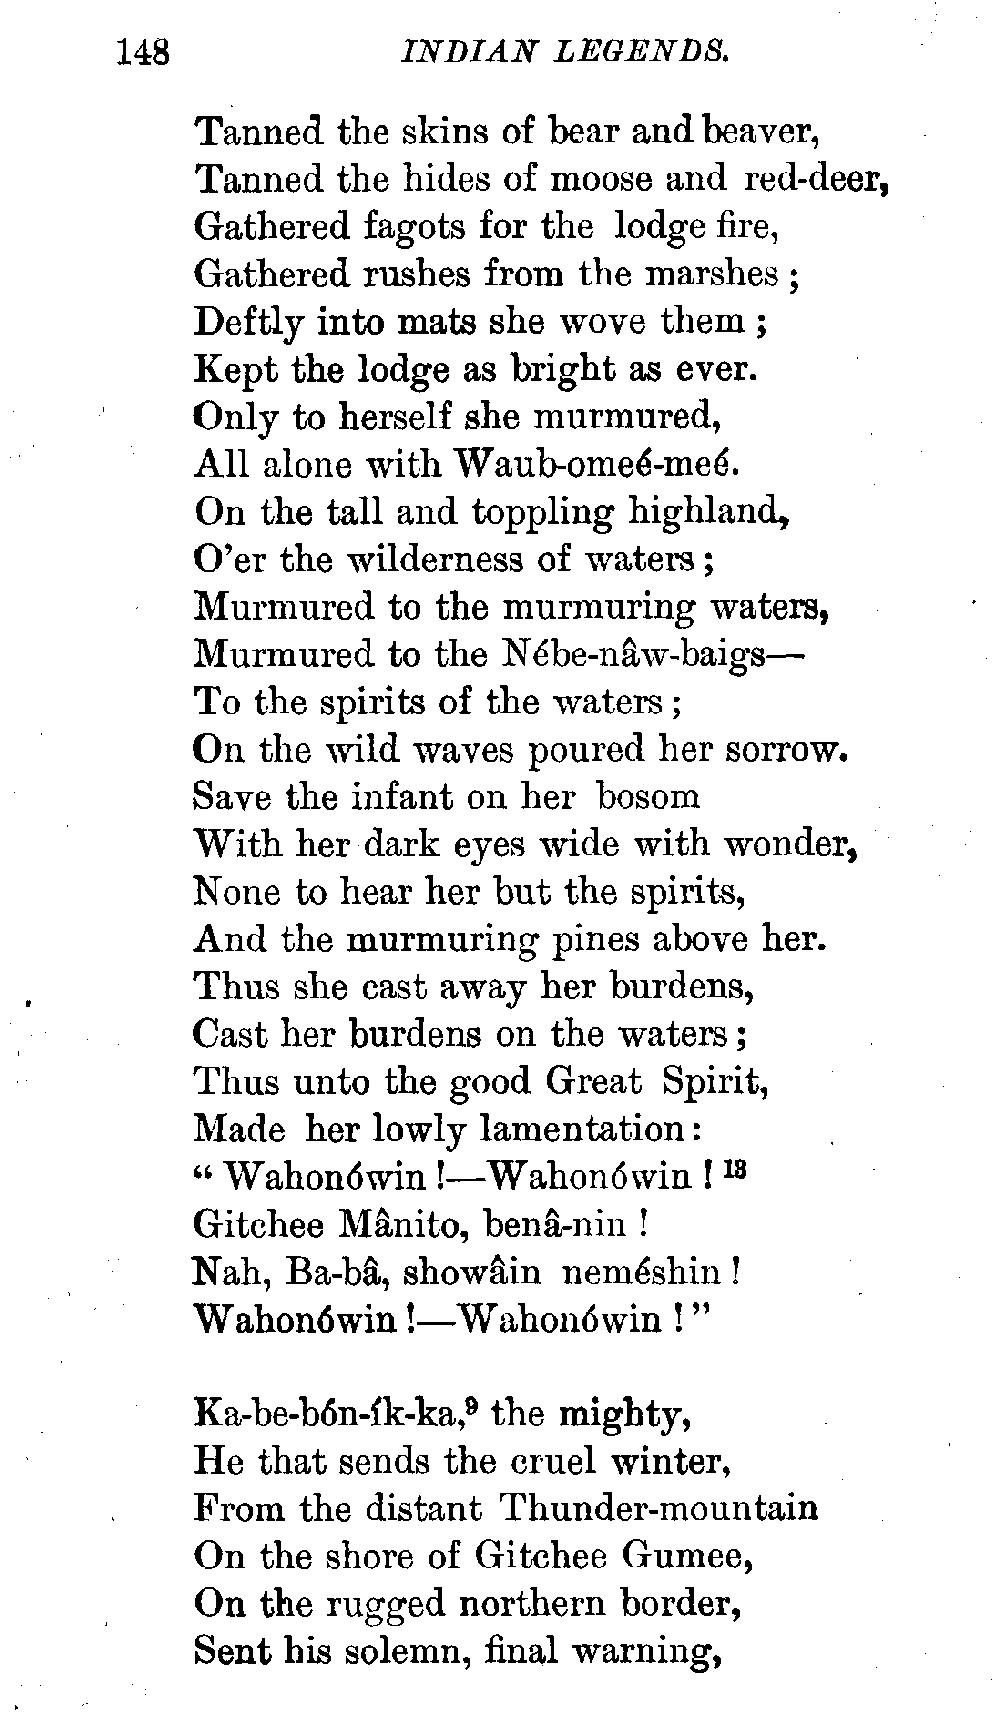 148 INDIAN LEGENDS.
Tanned the skins of bear and beaver,
Tanned the hides of moose and red-deer,
Gathered fagots for the lodge fire,
Gathered rushes from the marshes ;
Deftly into mats she wove them ;
Kept the lodge as bright as ever.
Only to herself she murmured,
All alone with Waub-omeé-meé.
On the tall and toppling highland,
O’er the wilderness of waters ;
Murmured to the murmuring waters,
Murmured to the Nébe-nâw-baigs—
To the spirits of the waters ;
On the wild waves poured her sorrow.
Save the infant on her bosom
With her dark eyes wide with wonder,
None to hear her but the spirits,
And the murmuring pines above her.
Thus she cast away her burdens,
Cast her burdens on the waters ;
Thus unto the good Great Spirit,
Made her lowly lamentation :
“ Wahonówin !—Wahonówin ! ¹³
Gitchee Mânito, benâ-nin !
Nah, Ba-bâ, showâin neméshin !
Wahonówin !—Wahonówin ! ”
Ka-be-bón-ík-ka,⁹ the mighty,
He that sends the cruel winter,
From the distant Thunder-mountain
On the shore of Gitchee Gumee,
On the rugged northern border,
Sent his solemn, final warning,